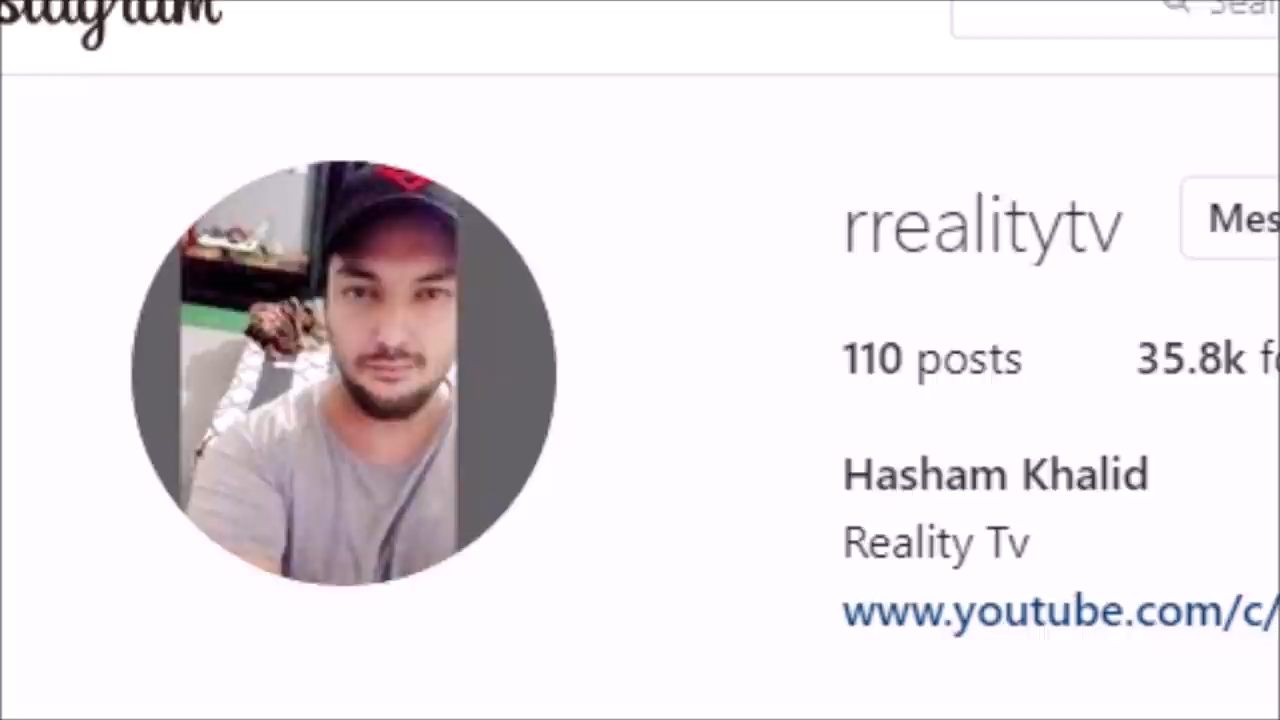 rrealitytv
Mes
110 posts
35.8k
Hasham Khalid
Reality Tv
www.youtube.com/c/